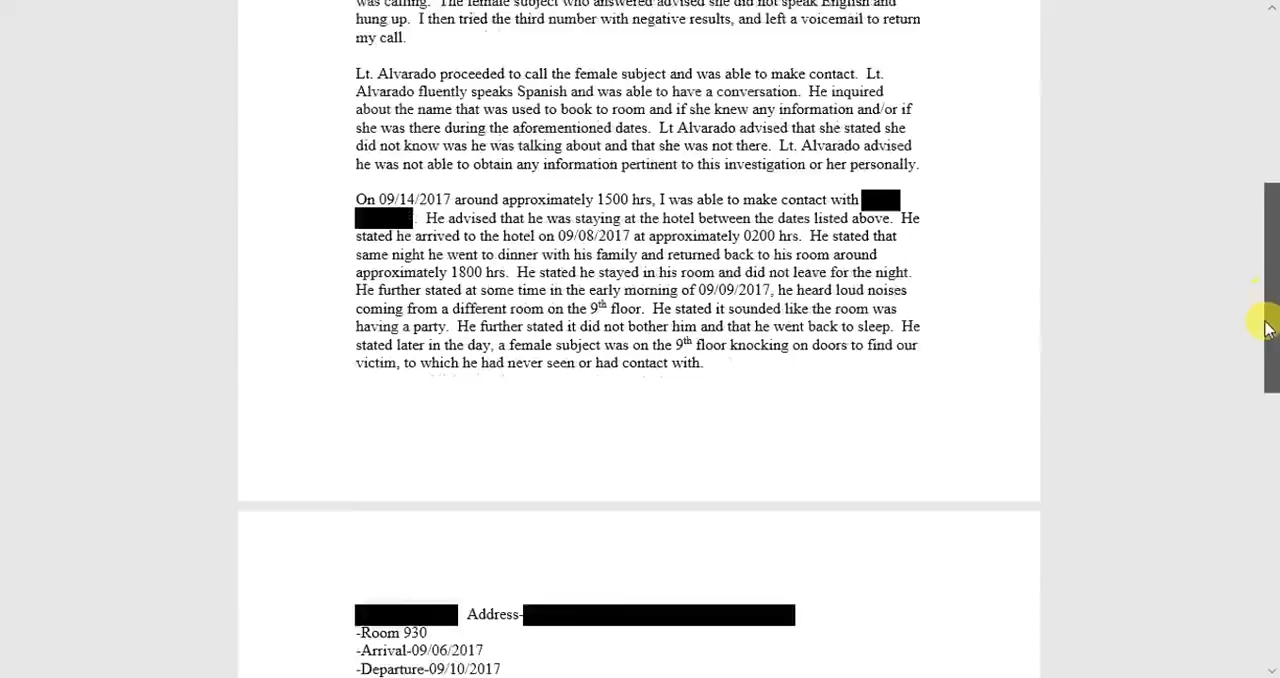 was calling. The female subject who answered advised she did not speak English and
hung up. I then tried the third number with negative results, and left a voicemail to return
my call.
Lt. Alvarado proceeded to call the female subject and was able to make contact. Lt.
Alvarado fluently speaks Spanish and was able to have a conversation. He inquired
about the name that was used to book to room and if she knew any information and/or if
she was there during the aforementioned dates. Lt Alvarado advised that she stated she
did not know was he was talking about and that she was not there. Lt. Alvarado advised
he was not able to obtain any information pertinent to this investigation or her personally.
On 09/14/2017 around approximately 1500 hrs, I was able to make contact with
. He advised that he was staying at the hotel between the dates listed above. He
stated he arrived to the hotel on 09/08/2017 at approximately 0200 hrs. He stated that
same night he went to dinner with his family and returned back to his room around
approximately 1800 hrs. He stated he stayed in his room and did not leave for the night.
He further stated at some time in the early morning of 09/09/2017, he heard loud noises
coming from a different room on the 9th floor. He stated it sounded like the room was
having a party. He further stated it did not bother him and that he went back to sleep. He
stated later in the day, a female subject was on the 9th floor knocking on doors to find our
victim, to which he had never seen or had contact with.
Address-
-Room 930
-Arrival-09/06/2017
-Departure-09/10/2017